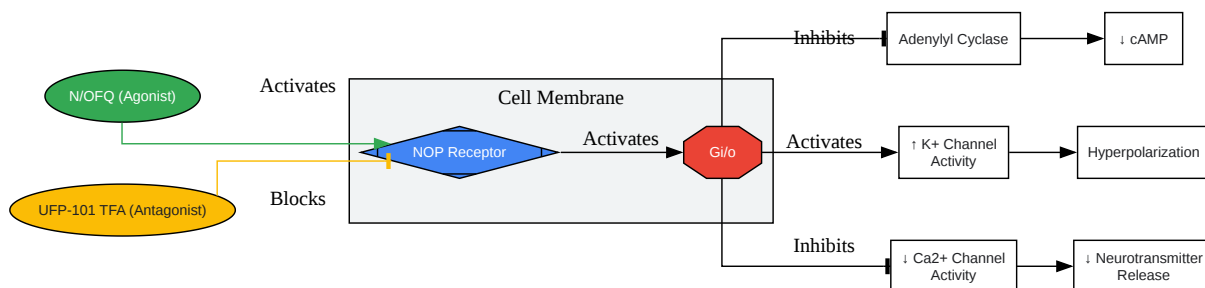 Inhibits
Adenylyl Cyclase
↓ cAMP
Activates
Cell Membrane
N/OFQ (Agonist)
Activates
NOP Receptor
Gi/o
Activates
↑ K+ Channel
Activity
Hyperpolarization
Blocks
UFP-101 TFA (Antagonist)
Inhibits
↓ Ca2+ Channel
Activity
↓ Neurotransmitter
Release